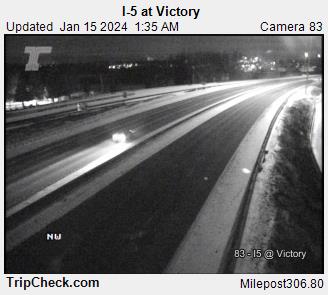 I-5 at Victory
Updated Jan 15 2024 1:35 AM Camera 83
T
NW
83 - I5 @ Victory
TripCheck.com Milepost306.80